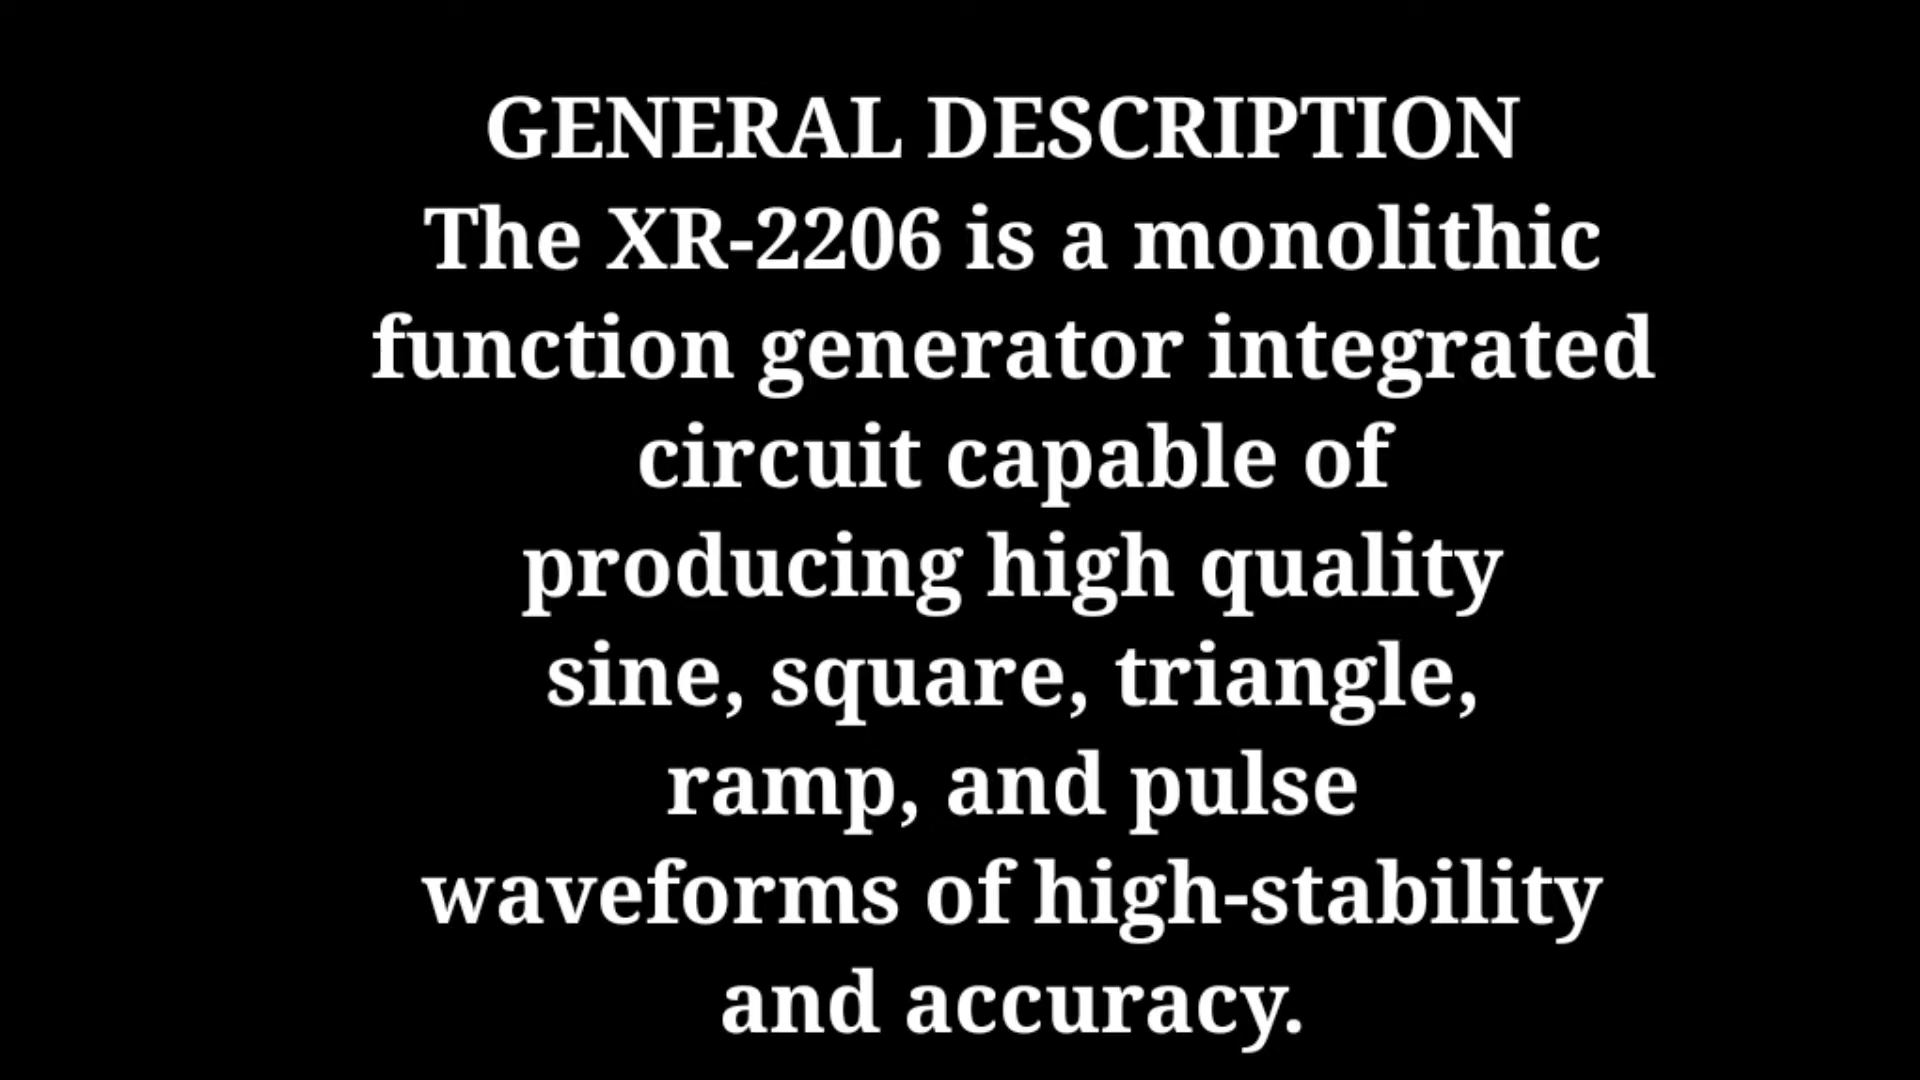 GENERAL DESCRIPTION
The XR-2206 is a monolithic
function generator integrated
circuit capable of
producing high quality
sine, square, triangle,
ramp, and pulse
waveforms of high-stability
and accuracy.